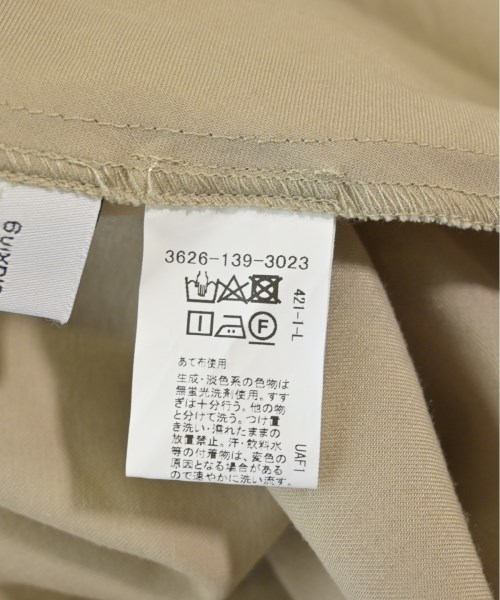 3626-139-3023
421-1-L
F
あて布使用
生成・淡色系の色物は
無蛍光洗剤使用。すす
ぎは十分行う。他の物
と分けて洗う。つけ置
き洗い・濡れたままの
放置禁止。汗・飲料水
等の付着物は、変色の
原因となる場合がある
ので速やかに洗い流す。
UAF1